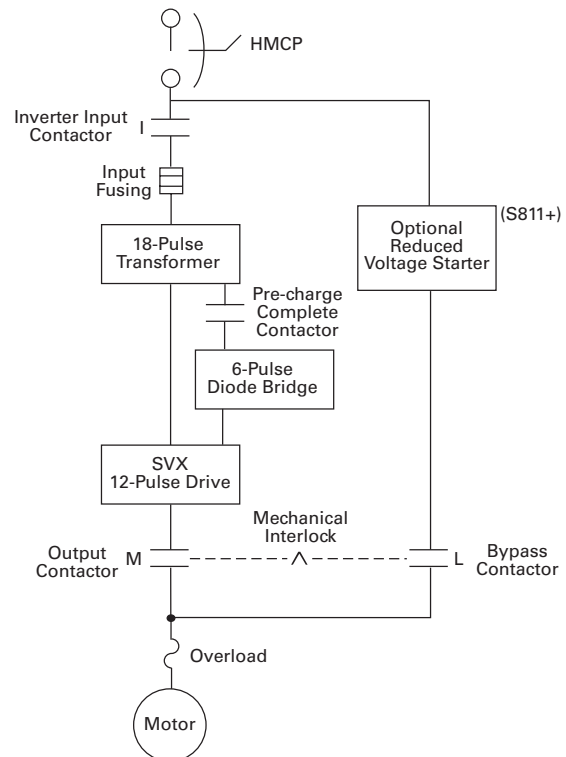 HMCP
Inverter Input
Contactor
I
Input
Fusing
(S811+)
Optional
Reduced
Voltage Starter
18-Pulse
Transformer
Pre-charge
Complete
Contactor
6-Pulse
Diode Bridge
SVX
12-Pulse Drive
Mechanical
Interlock
Output
Contactor
M
L
Bypass
Contactor
Overload
Motor